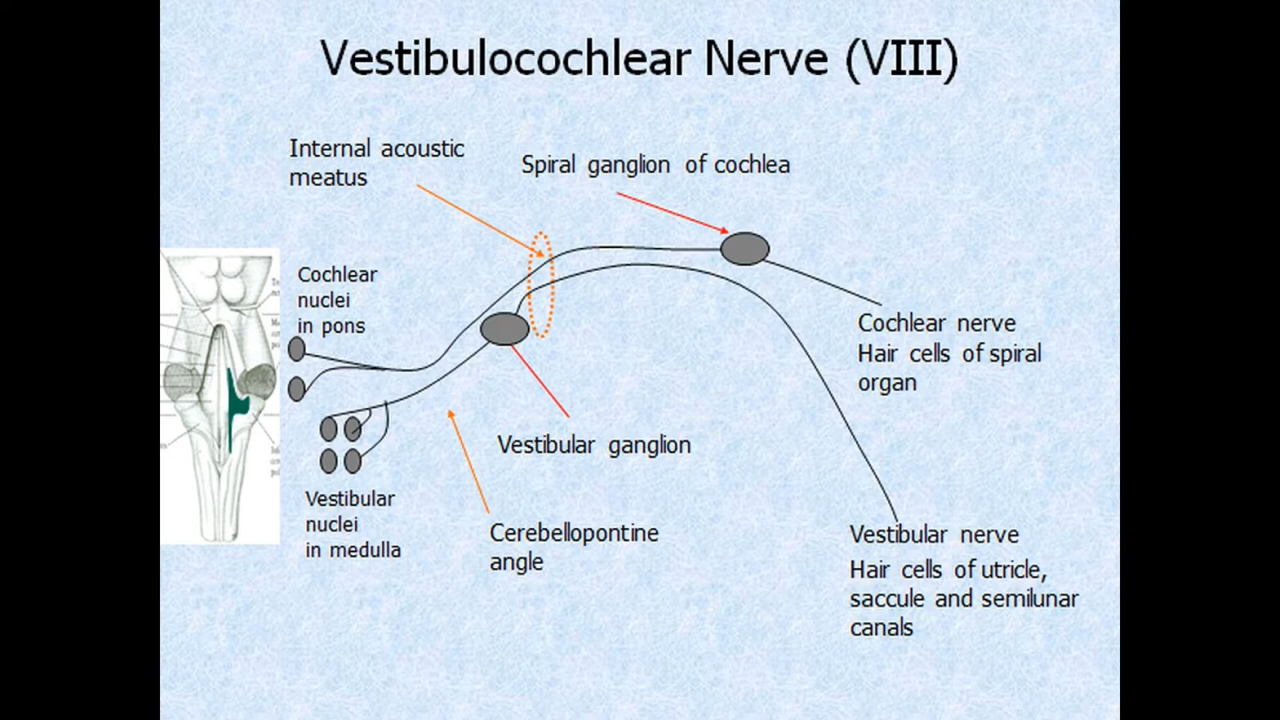 Vestibulocochlear Nerve (VIII)
Internal acoustic
meatus
Spiral ganglion of cochlea
Cochlear
nuclei
in pons
Cochlear nerve
Hair cells of spiral
organ
Vestibular ganglion
Vestibular
nuclei
in medulla
Cerebellopontine
angle
Vestibular nerve
Hair cells of utricle,
saccule and semilunar
canals